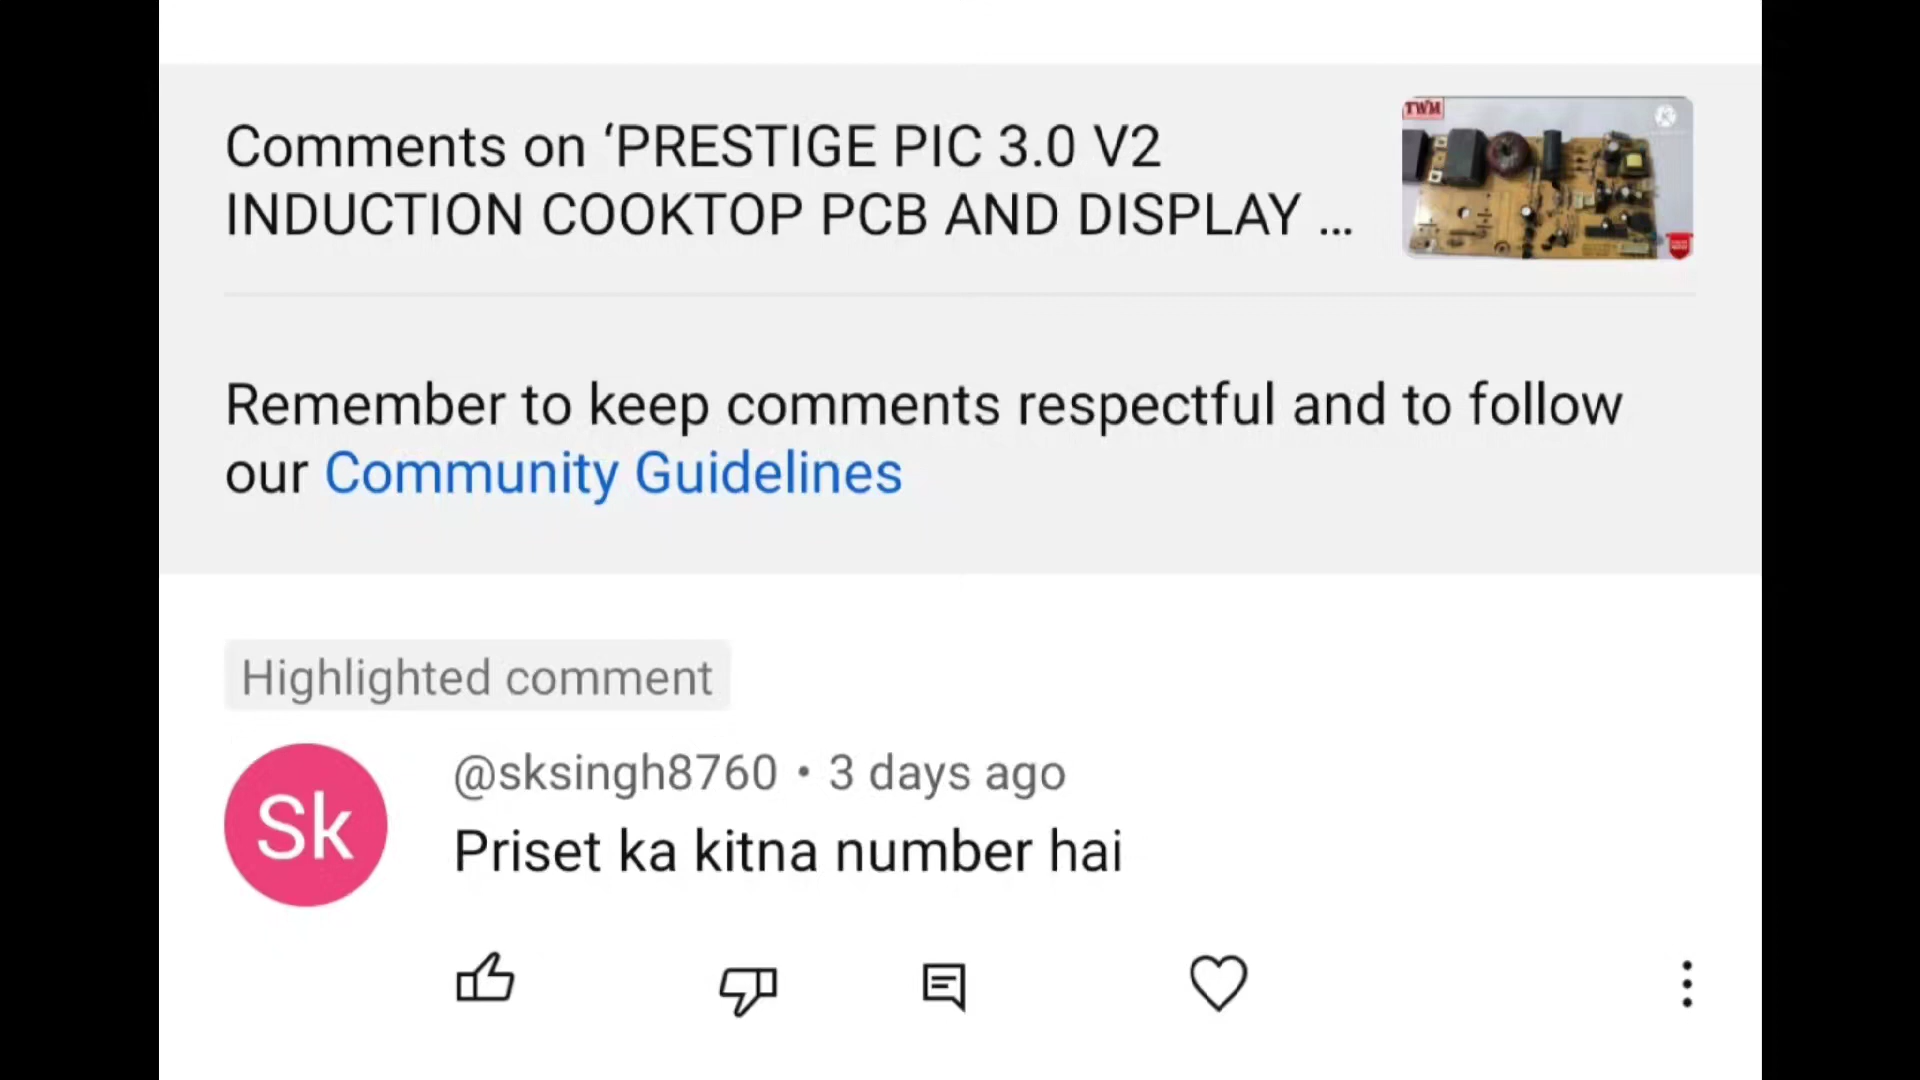 Comments on ‘PRESTIGE PIC 3.0 V2
INDUCTION COOKTOP PCB AND DISPLAY ...
TWM
Remember to keep comments respectful and to follow
our Community Guidelines
Highlighted comment
Sk
@sksingh8760 • 3 days ago
Priset ka kitna number hai